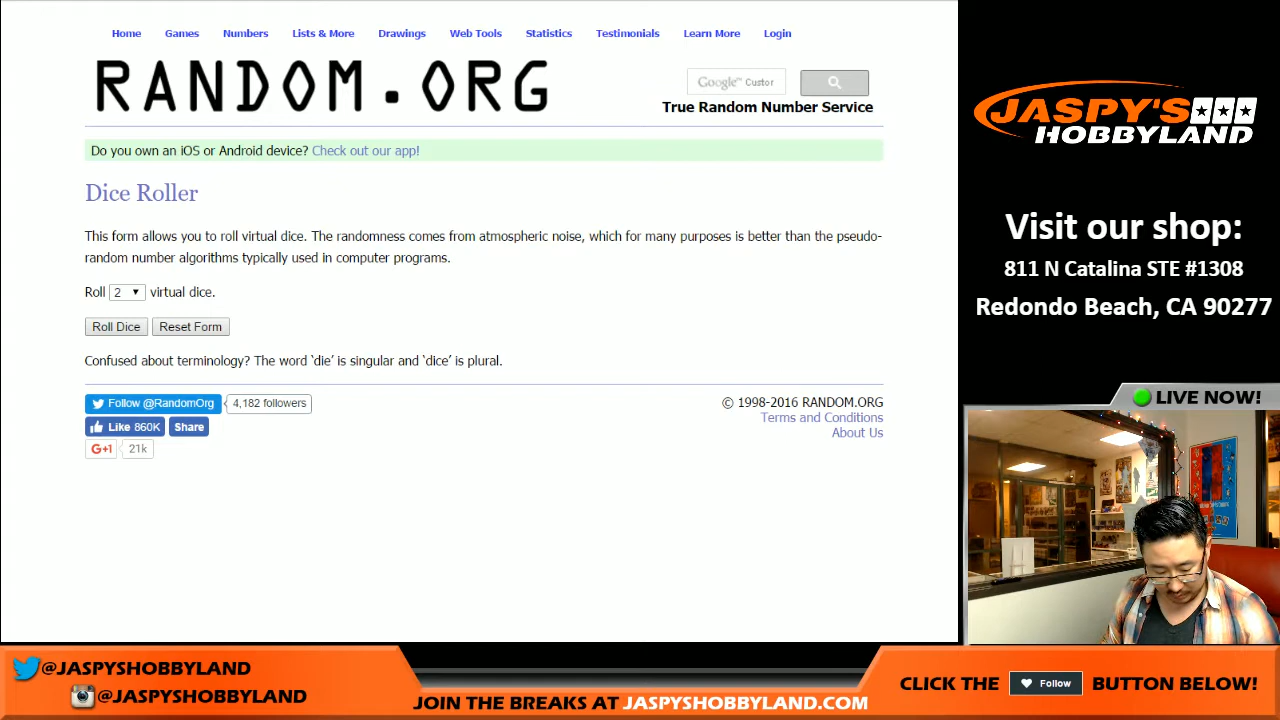 Home Games Numbers Lists & More Drawings Web Tools Statistics Testimonials Learn More Login
RANDOM.ORG
Google™ Custor
True Random Number Service
Do you own an iOS or Android device? Check out our app!
Dice Roller
This form allows you to roll virtual dice. The randomness comes from atmospheric noise, which for many purposes is better than the pseudo-
random number algorithms typically used in computer programs.
Roll 2 virtual dice.
Roll Dice Reset Form
Confused about terminology? The word ‘die’ is singular and ‘dice’ is plural.
Follow @RandomOrg 4,182 followers
Like 860K Share
G+1 21k
© 1998-2016 RANDOM.ORG
Terms and Conditions
About Us
JASPY'S
HOBBYLAND
Visit our shop:
811 N Catalina STE #1308
Redondo Beach, CA 90277
LIVE NOW!
@JASPYSHOBBYLAND
@JASPYSHOBBYLAND
JOIN THE BREAKS AT JASPYSHOBBYLAND.COM
CLICK THE Follow BUTTON BELOW!